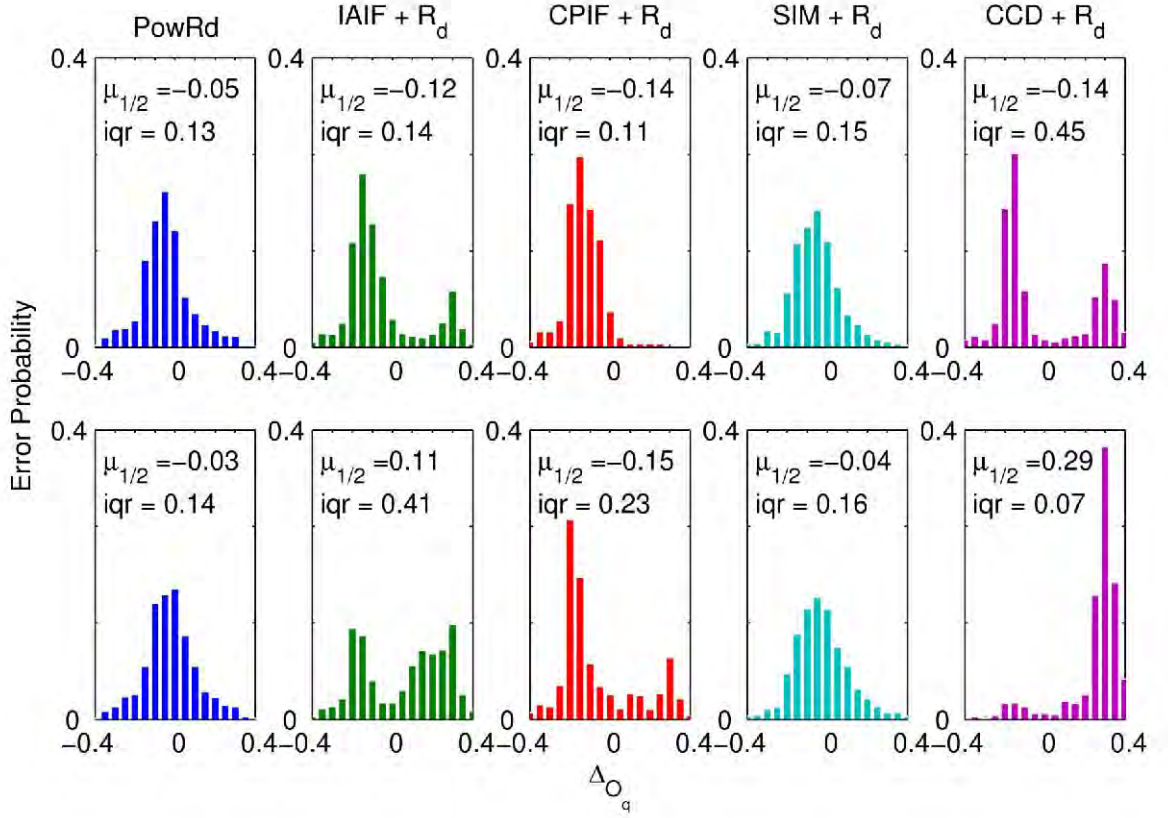 PowRd IAIF + R_d CPIF + R_d SIM + R_d CCD + R_d
0.4 0.4 0.4 0.4 0.4
μ_1/2 =−0.05 μ_1/2 =−0.12 μ_1/2 =−0.14 μ_1/2 =−0.07 μ_1/2 =−0.14
iqr = 0.13 iqr = 0.14 iqr = 0.11 iqr = 0.15 iqr = 0.45
0 0 0 0 0
−0.4 0 0.4 −0.4 0 0.4 −0.4 0 0.4 −0.4 0 0.4 −0.4 0 0.4
Error Probability
0.4 0.4 0.4 0.4 0.4
μ_1/2 =−0.03 μ_1/2 =0.11 μ_1/2 =−0.15 μ_1/2 =−0.04 μ_1/2 =0.29
iqr = 0.14 iqr = 0.41 iqr = 0.23 iqr = 0.16 iqr = 0.07
0 0 0 0 0
−0.4 0 0.4 −0.4 0 0.4 −0.4 0 0.4 −0.4 0 0.4 −0.4 0 0.4
Δ_O_q